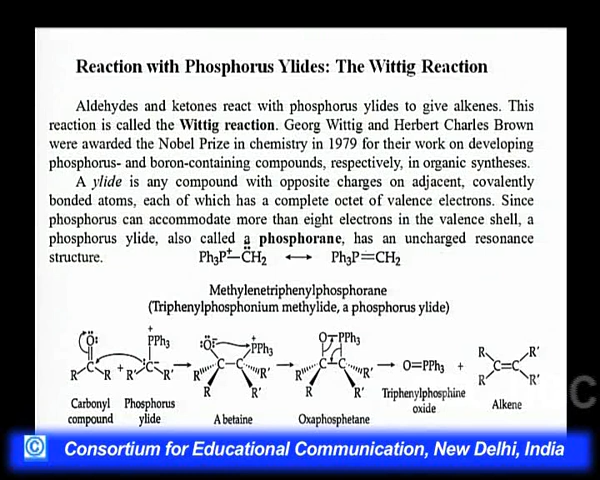 Reaction with Phosphorus Ylides: The Wittig Reaction
Aldehydes and ketones react with phosphorus ylides to give alkenes. This
reaction is called the Wittig reaction. Georg Wittig and Herbert Charles Brown
were awarded the Nobel Prize in chemistry in 1979 for their work on developing
phosphorus- and boron-containing compounds, respectively, in organic syntheses.
A ylide is any compound with opposite charges on adjacent, covalently
bonded atoms, each of which has a complete octet of valence electrons. Since
phosphorus can accommodate more than eight electrons in the valence shell, a
phosphorus ylide, also called a phosphorane, has an uncharged resonance
structure.
Ph₃P⁺–C̈H₂ ⟷ Ph₃P=CH₂
Methylenetriphenylphosphorane
(Triphenylphosphonium methylide, a phosphorus ylide)
Ö: PPh₃ :Ö: PPh₃ O–PPh₃
R C R + R C R' → C–C → C–C → O=PPh₃ + C=C
R R' R R' R R' R R'
R R' R R' R R'
Carbonyl compound
Phosphorus ylide
A betaine
Oxaphosphetane
Triphenylphosphine oxide
Alkene
C
© Consortium for Educational Communication, New Delhi, India